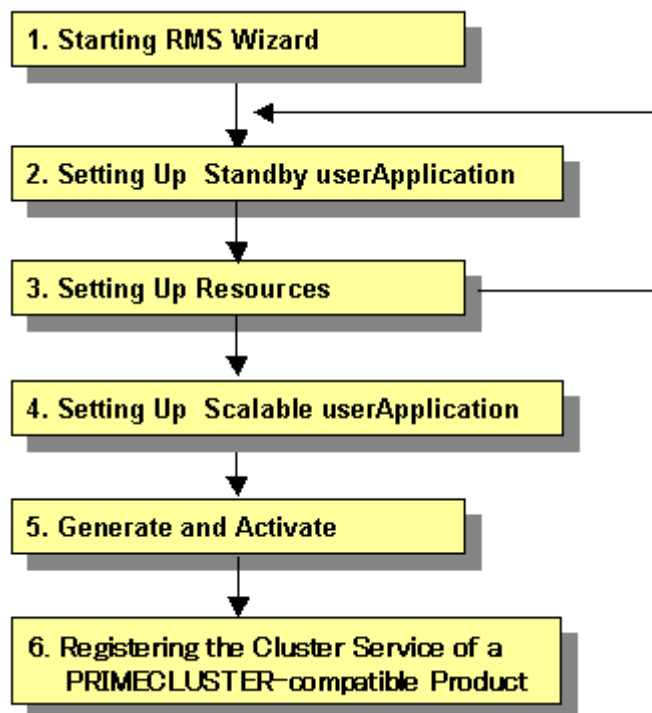 1. Starting RMS Wizard
2. Setting Up Standby userApplication
3. Setting Up Resources
4. Setting Up Scalable userApplication
5. Generate and Activate
6. Registering the Cluster Service of a
PRIMECLUSTER-compatible Product